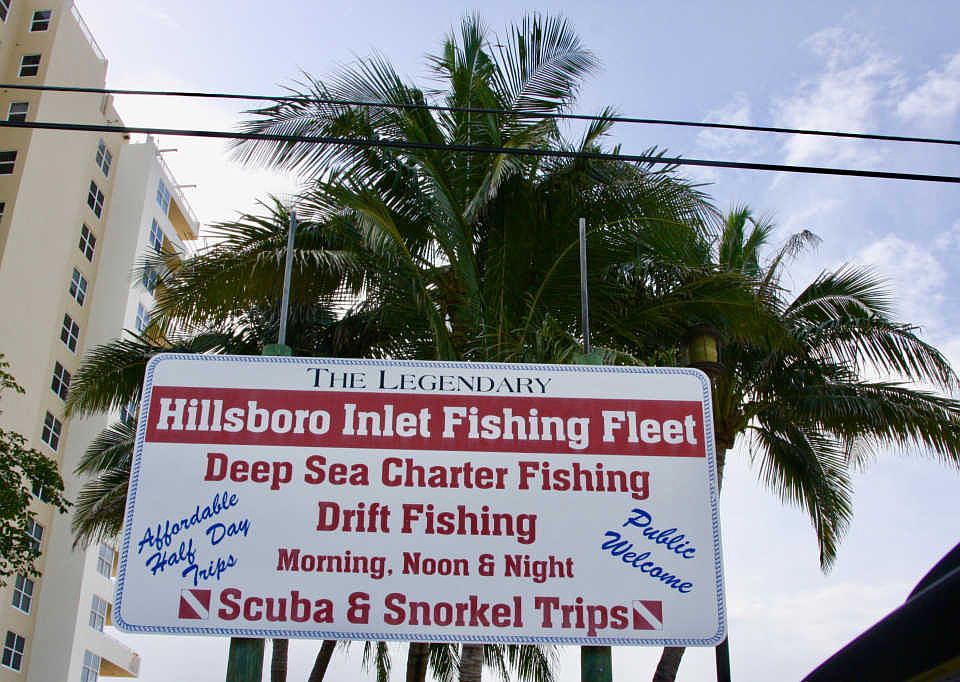 The Legendary
Hillsboro Inlet Fishing Fleet
Deep Sea Charter Fishing
Drift Fishing
Morning, Noon & Night
Scuba & Snorkel Trips
Affordable
Half Day
Trips
Public
Welcome